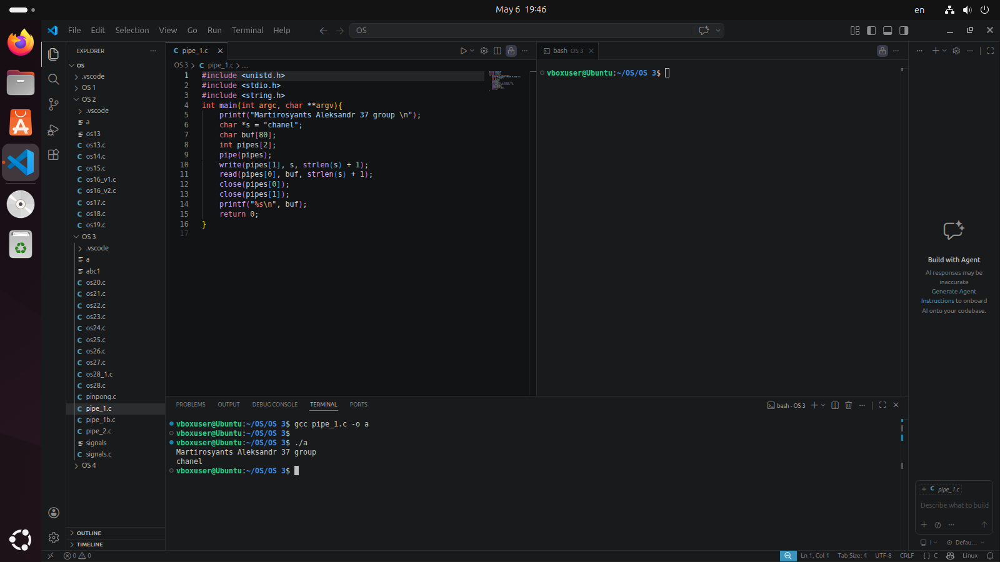 May 6 19:46
en
File Edit Selection View Go Run Terminal Help
OS
EXPLORER
OS
.vscode
OS 1
OS 2
.vscode
a
os13
os13.c
os14.c
os15.c
os16_v1.c
os16_v2.c
os17.c
os18.c
os19.c
OS 3
.vscode
a
abc1
os20.c
os21.c
os22.c
os23.c
os24.c
os25.c
os26.c
os27.c
os28_1.c
os28.c
pinpong.c
pipe_1.c
pipe_1b.c
pipe_2.c
signals
signals.c
OS 4
OUTLINE
TIMELINE
C pipe_1.c
OS 3 > C pipe_1.c > ...
1 #include <unistd.h>
2 #include <stdio.h>
3 #include <string.h>
4 int main(int argc, char **argv){
5 printf("Martirosyants Aleksandr 37 group \n");
6 char *s = "chanel";
7 char buf[80];
8 int pipes[2];
9 pipe(pipes);
10 write(pipes[1], s, strlen(s) + 1);
11 read(pipes[0], buf, strlen(s) + 1);
12 close(pipes[0]);
13 close(pipes[1]);
14 printf("%s\n", buf);
15 return 0;
16 }
17
bash OS 3
vboxuser@Ubuntu:~/OS/OS 3$
PROBLEMS OUTPUT DEBUG CONSOLE TERMINAL PORTS
bash - OS 3
vboxuser@Ubuntu:~/OS/OS 3$ gcc pipe_1.c -o a
vboxuser@Ubuntu:~/OS/OS 3$
vboxuser@Ubuntu:~/OS/OS 3$ ./a
Martirosyants Aleksandr 37 group
chanel
vboxuser@Ubuntu:~/OS/OS 3$
Build with Agent
AI responses may be
inaccurate
Generate Agent
Instructions to onboard
AI onto your codebase.
C pipe_1.c
Describe what to build
Defau...
0 0
Ln 1, Col 1 Tab Size: 4 UTF-8 CRLF { } C Linux